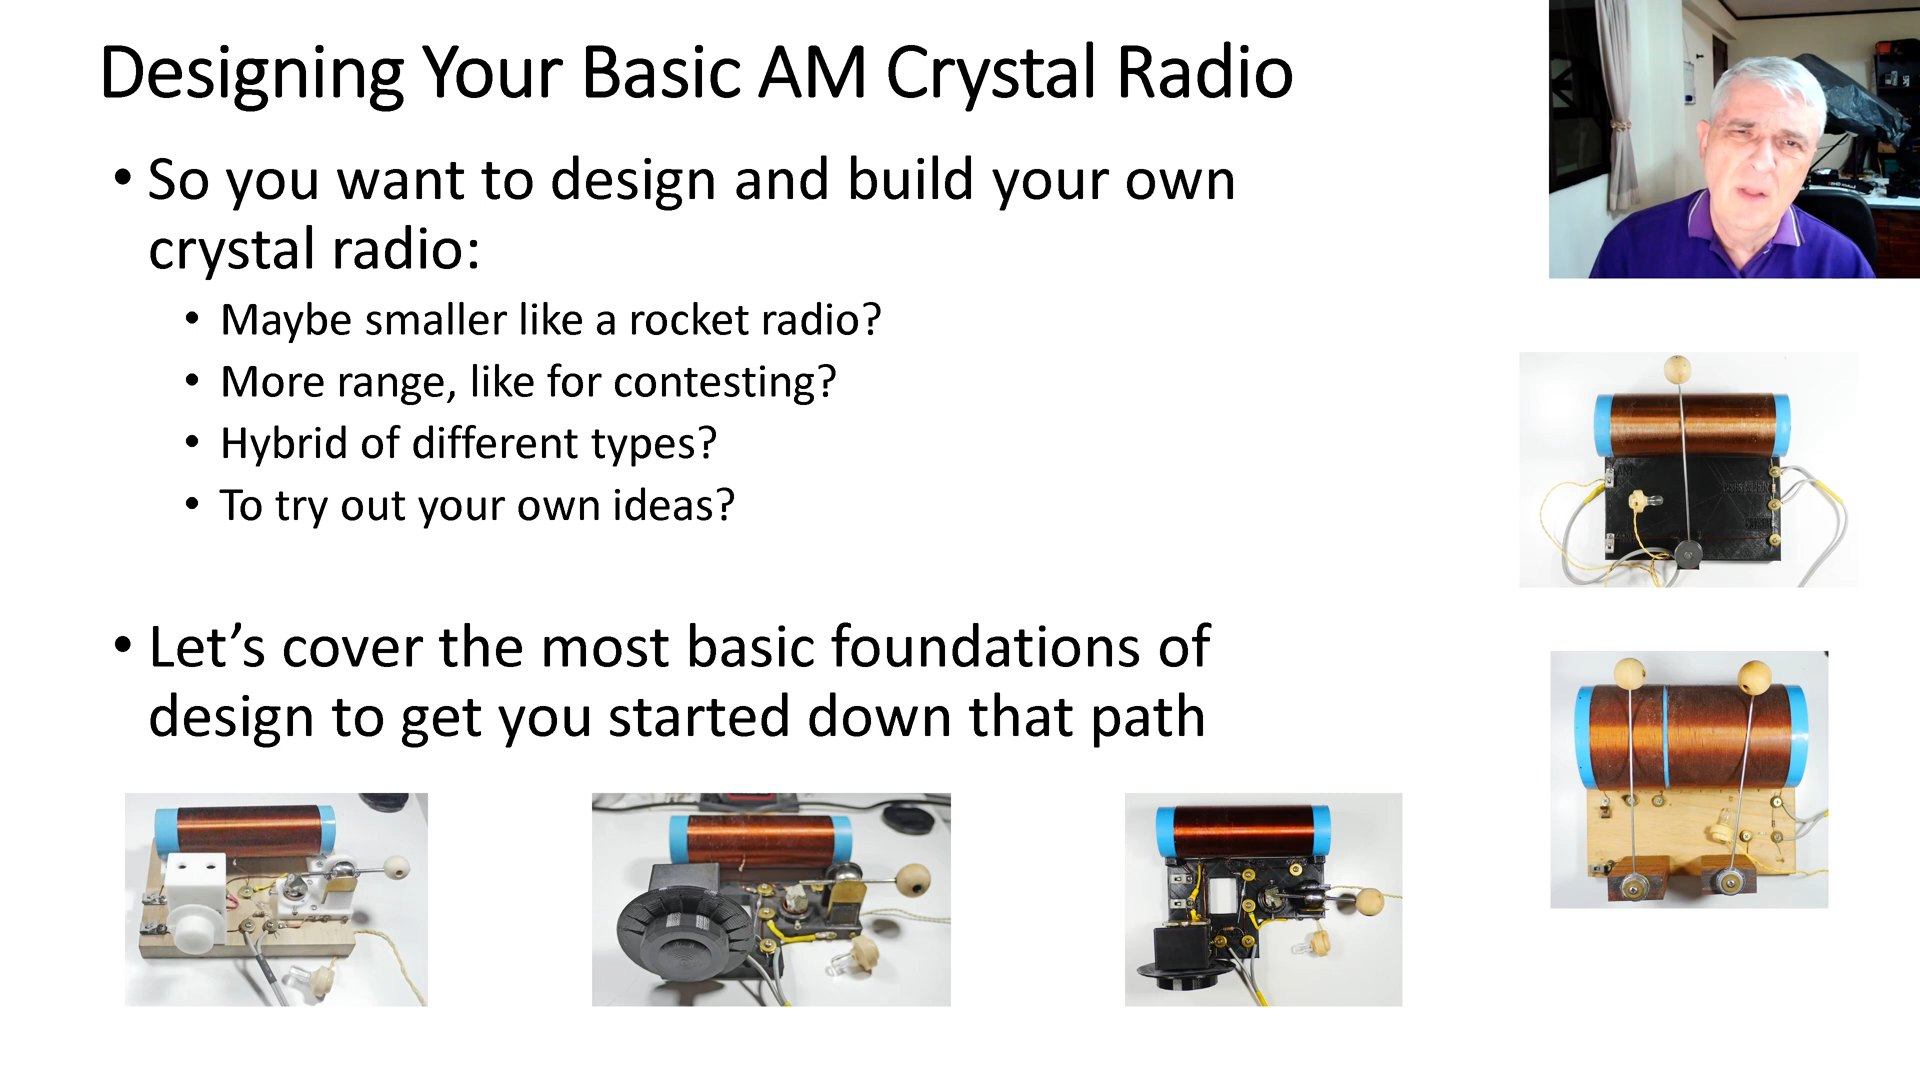 Designing Your Basic AM Crystal Radio
• So you want to design and build your own
crystal radio:
• Maybe smaller like a rocket radio?
• More range, like for contesting?
• Hybrid of different types?
• To try out your own ideas?
• Let’s cover the most basic foundations of
design to get you started down that path